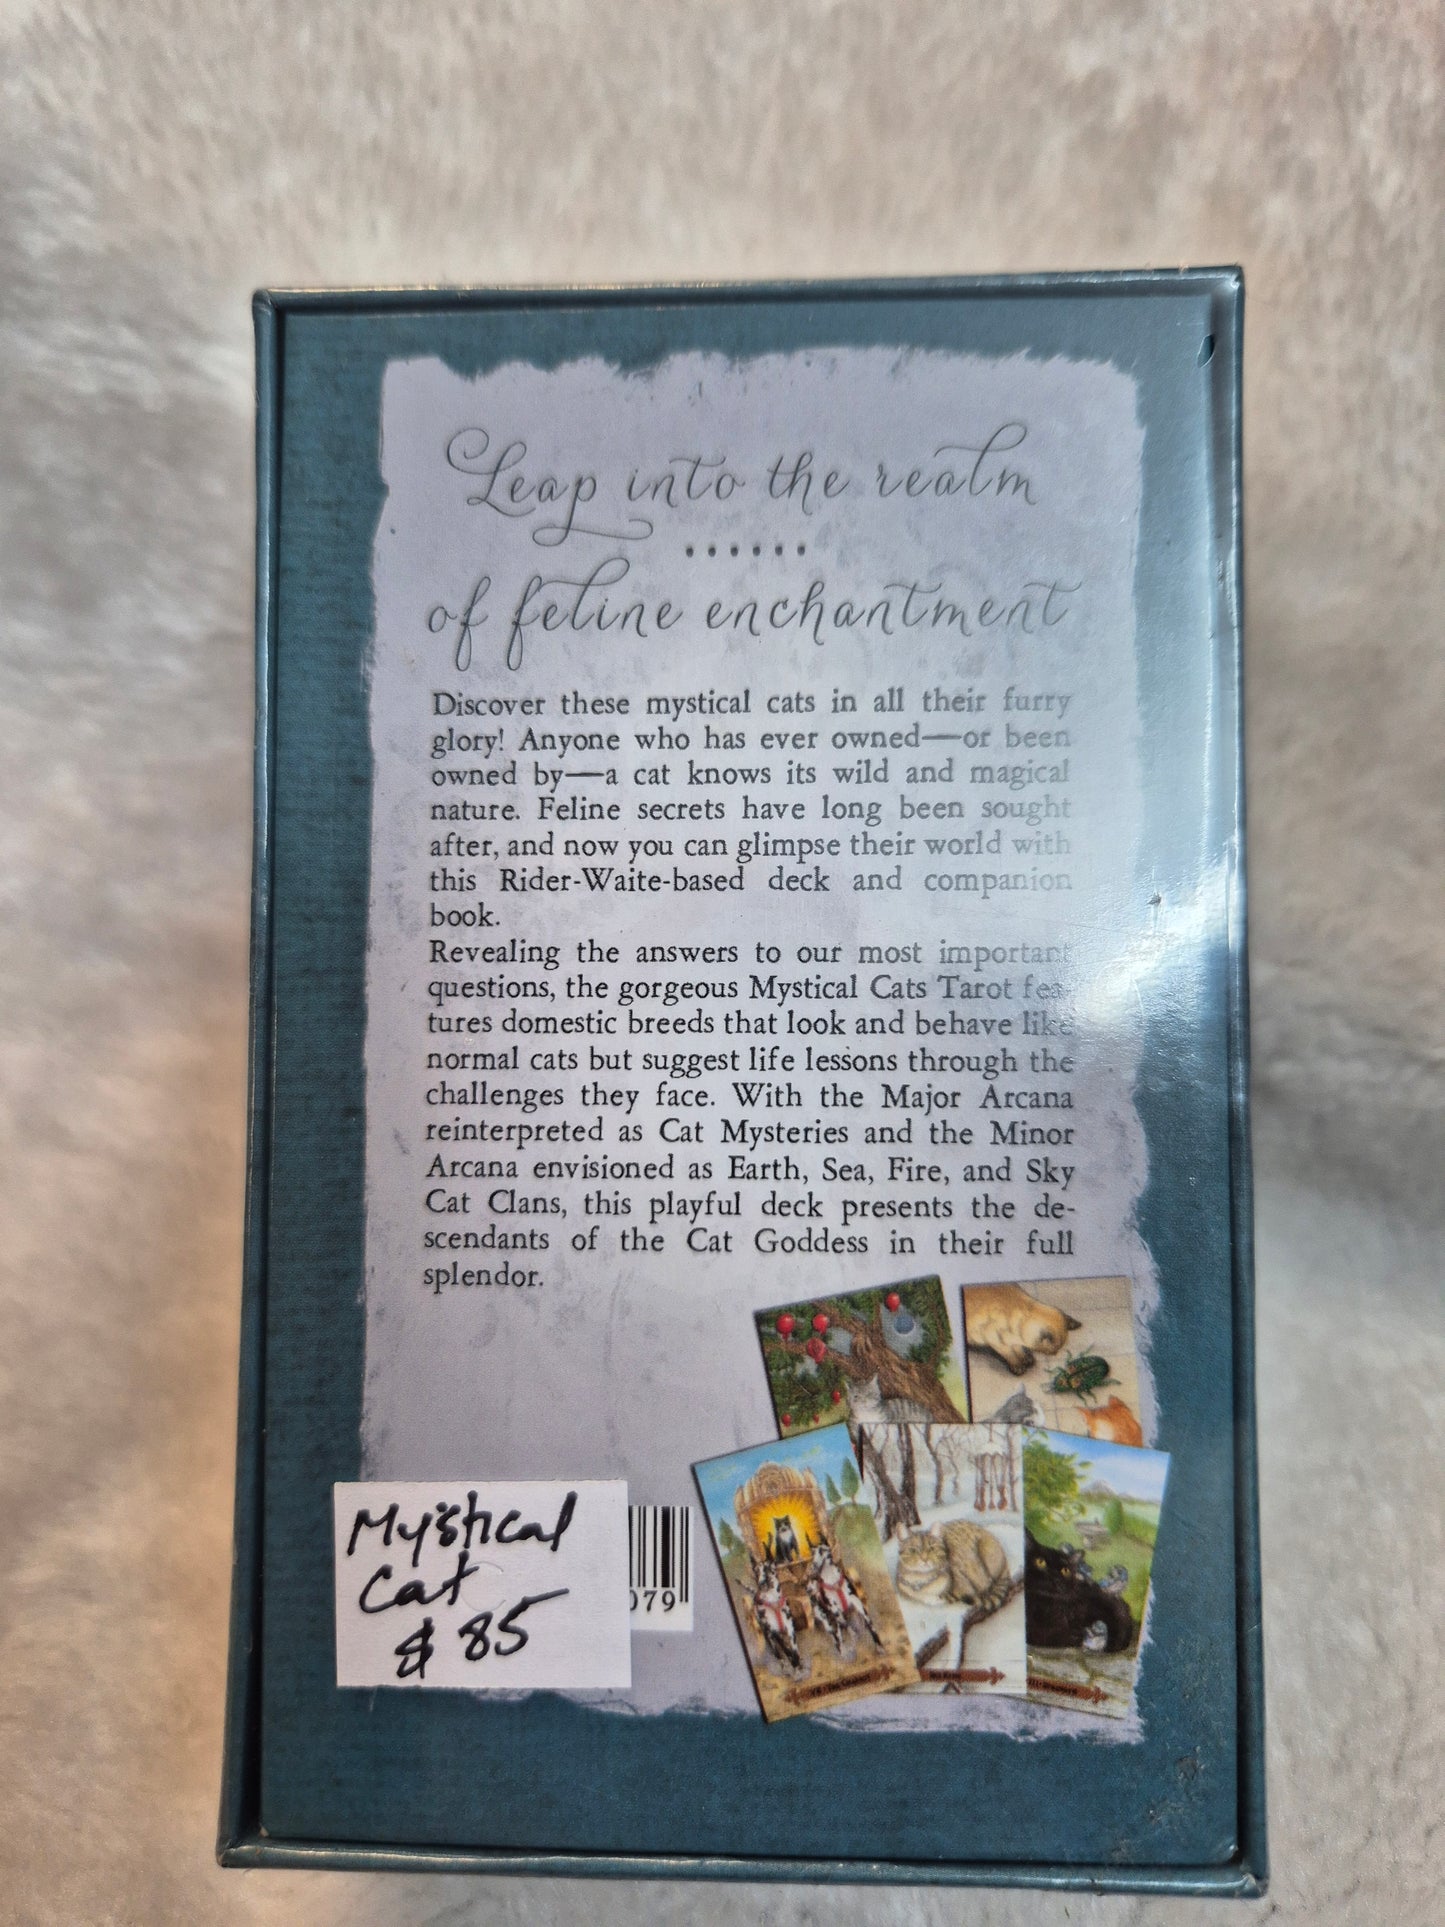 Leap into the realm
of feline enchantment
Discover these mystical cats in all their furry
glory! Anyone who has ever owned—or been
owned by—a cat knows its wild and magical
nature. Feline secrets have long been sought
after, and now you can glimpse their world with
this Rider-Waite-based deck and companion
book.
Revealing the answers to our most important
questions, the gorgeous Mystical Cats Tarot fea-
tures domestic breeds that look and behave like
normal cats but suggest life lessons through the
challenges they face. With the Major Arcana
reinterpreted as Cat Mysteries and the Minor
Arcana envisioned as Earth, Sea, Fire, and Sky
Cat Clans, this playful deck presents the de-
scendants of the Cat Goddess in their full
splendor.
Mystical
Cat
$ 85
079